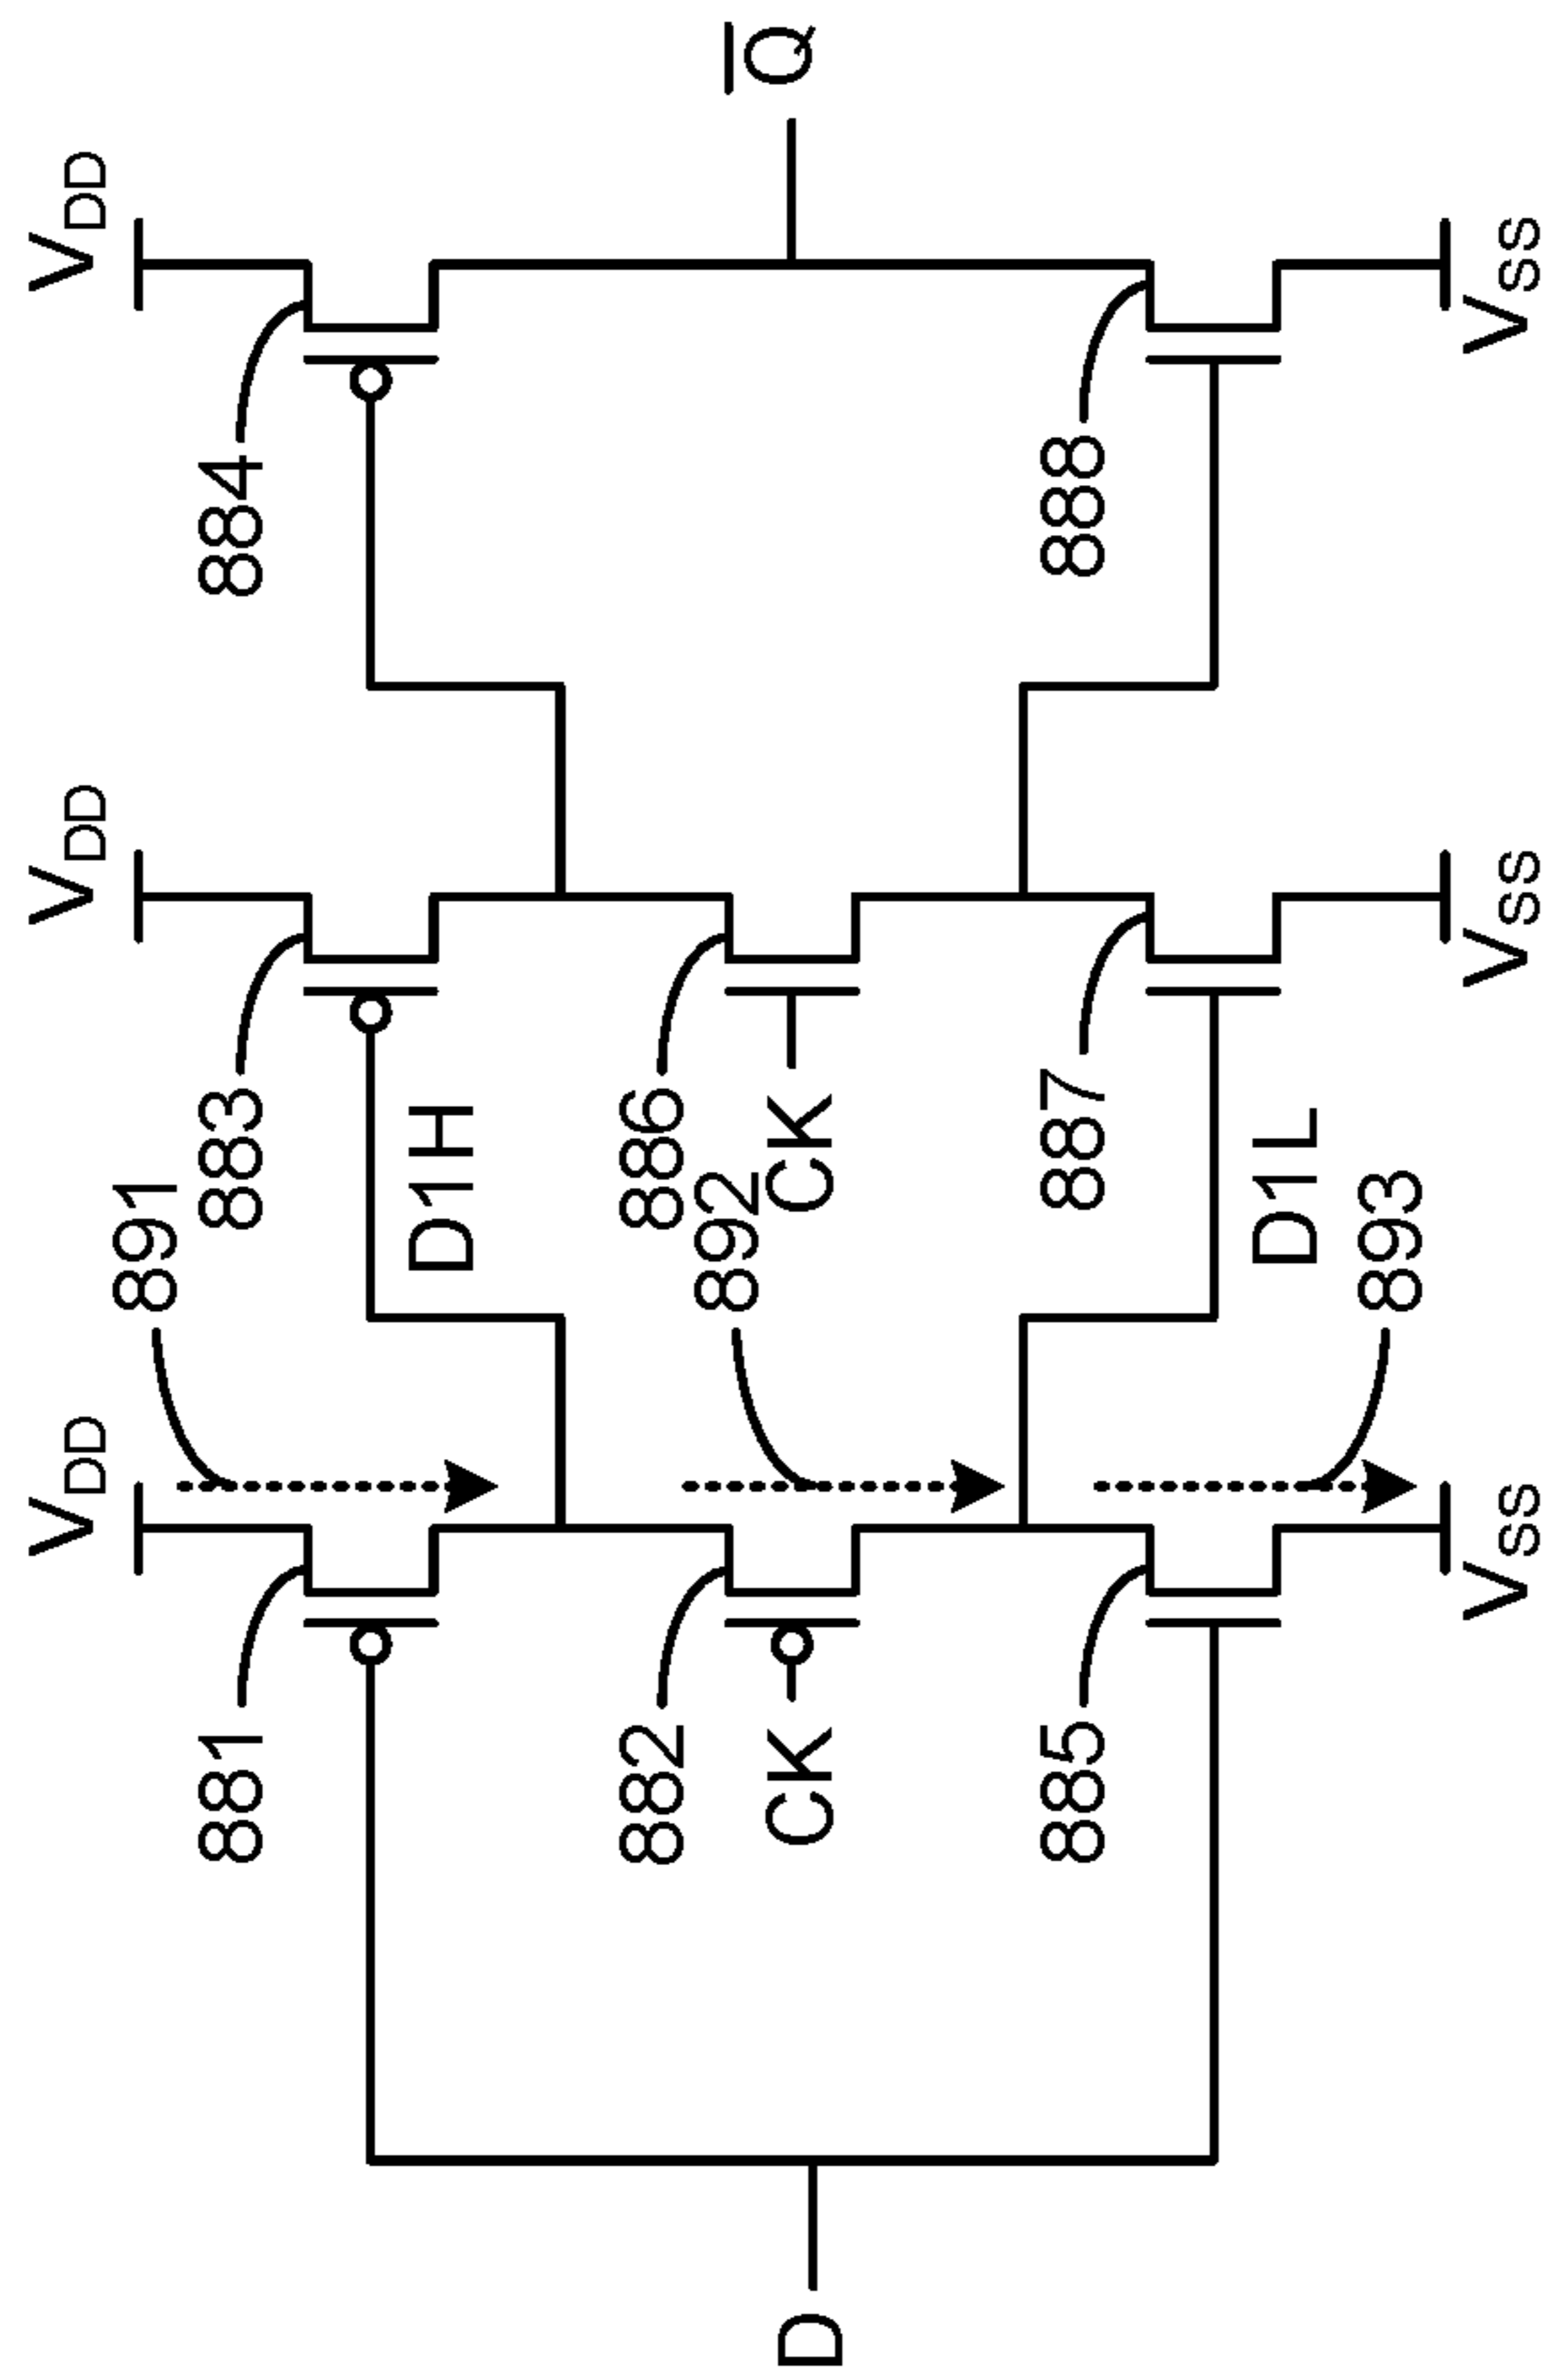 V_DD
V_DD
V_DD
891
881
883
884
D1H
892
882
886
CK
CK
D
Q̅
885
887
888
D1L
893
V_SS
V_SS
V_SS